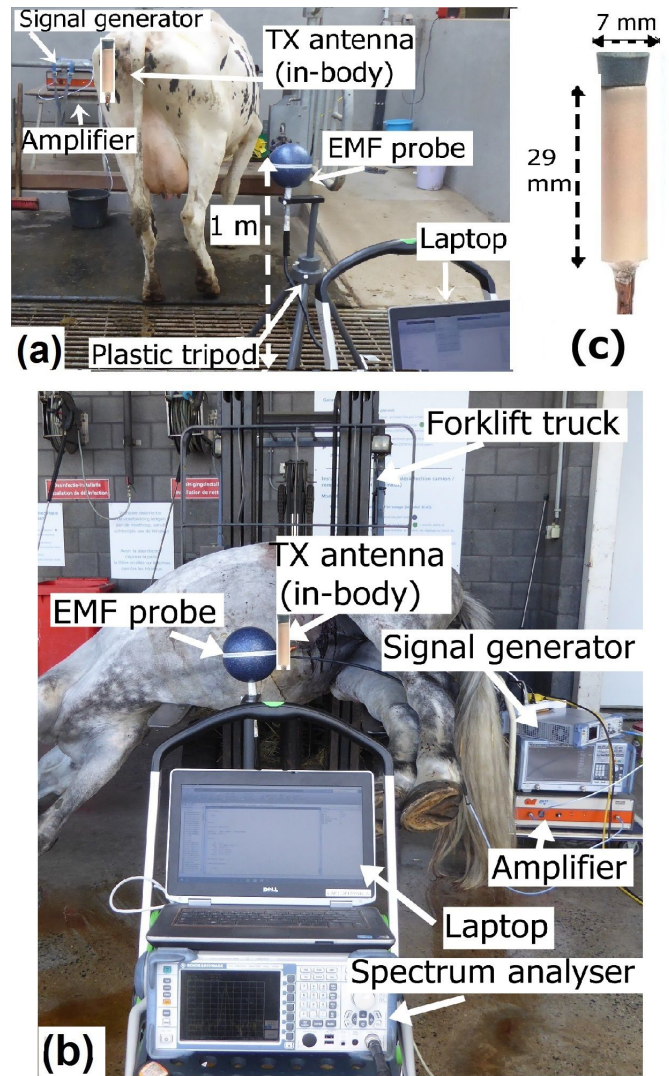 Signal generator
TX antenna
(in-body)
Amplifier
EMF probe
1 m
Laptop
Plastic tripod
(a)
7 mm
29
mm
(c)
Forklift truck
TX antenna
(in-body)
EMF probe
Signal generator
Amplifier
DELL
Laptop
Spectrum analyser
(b)